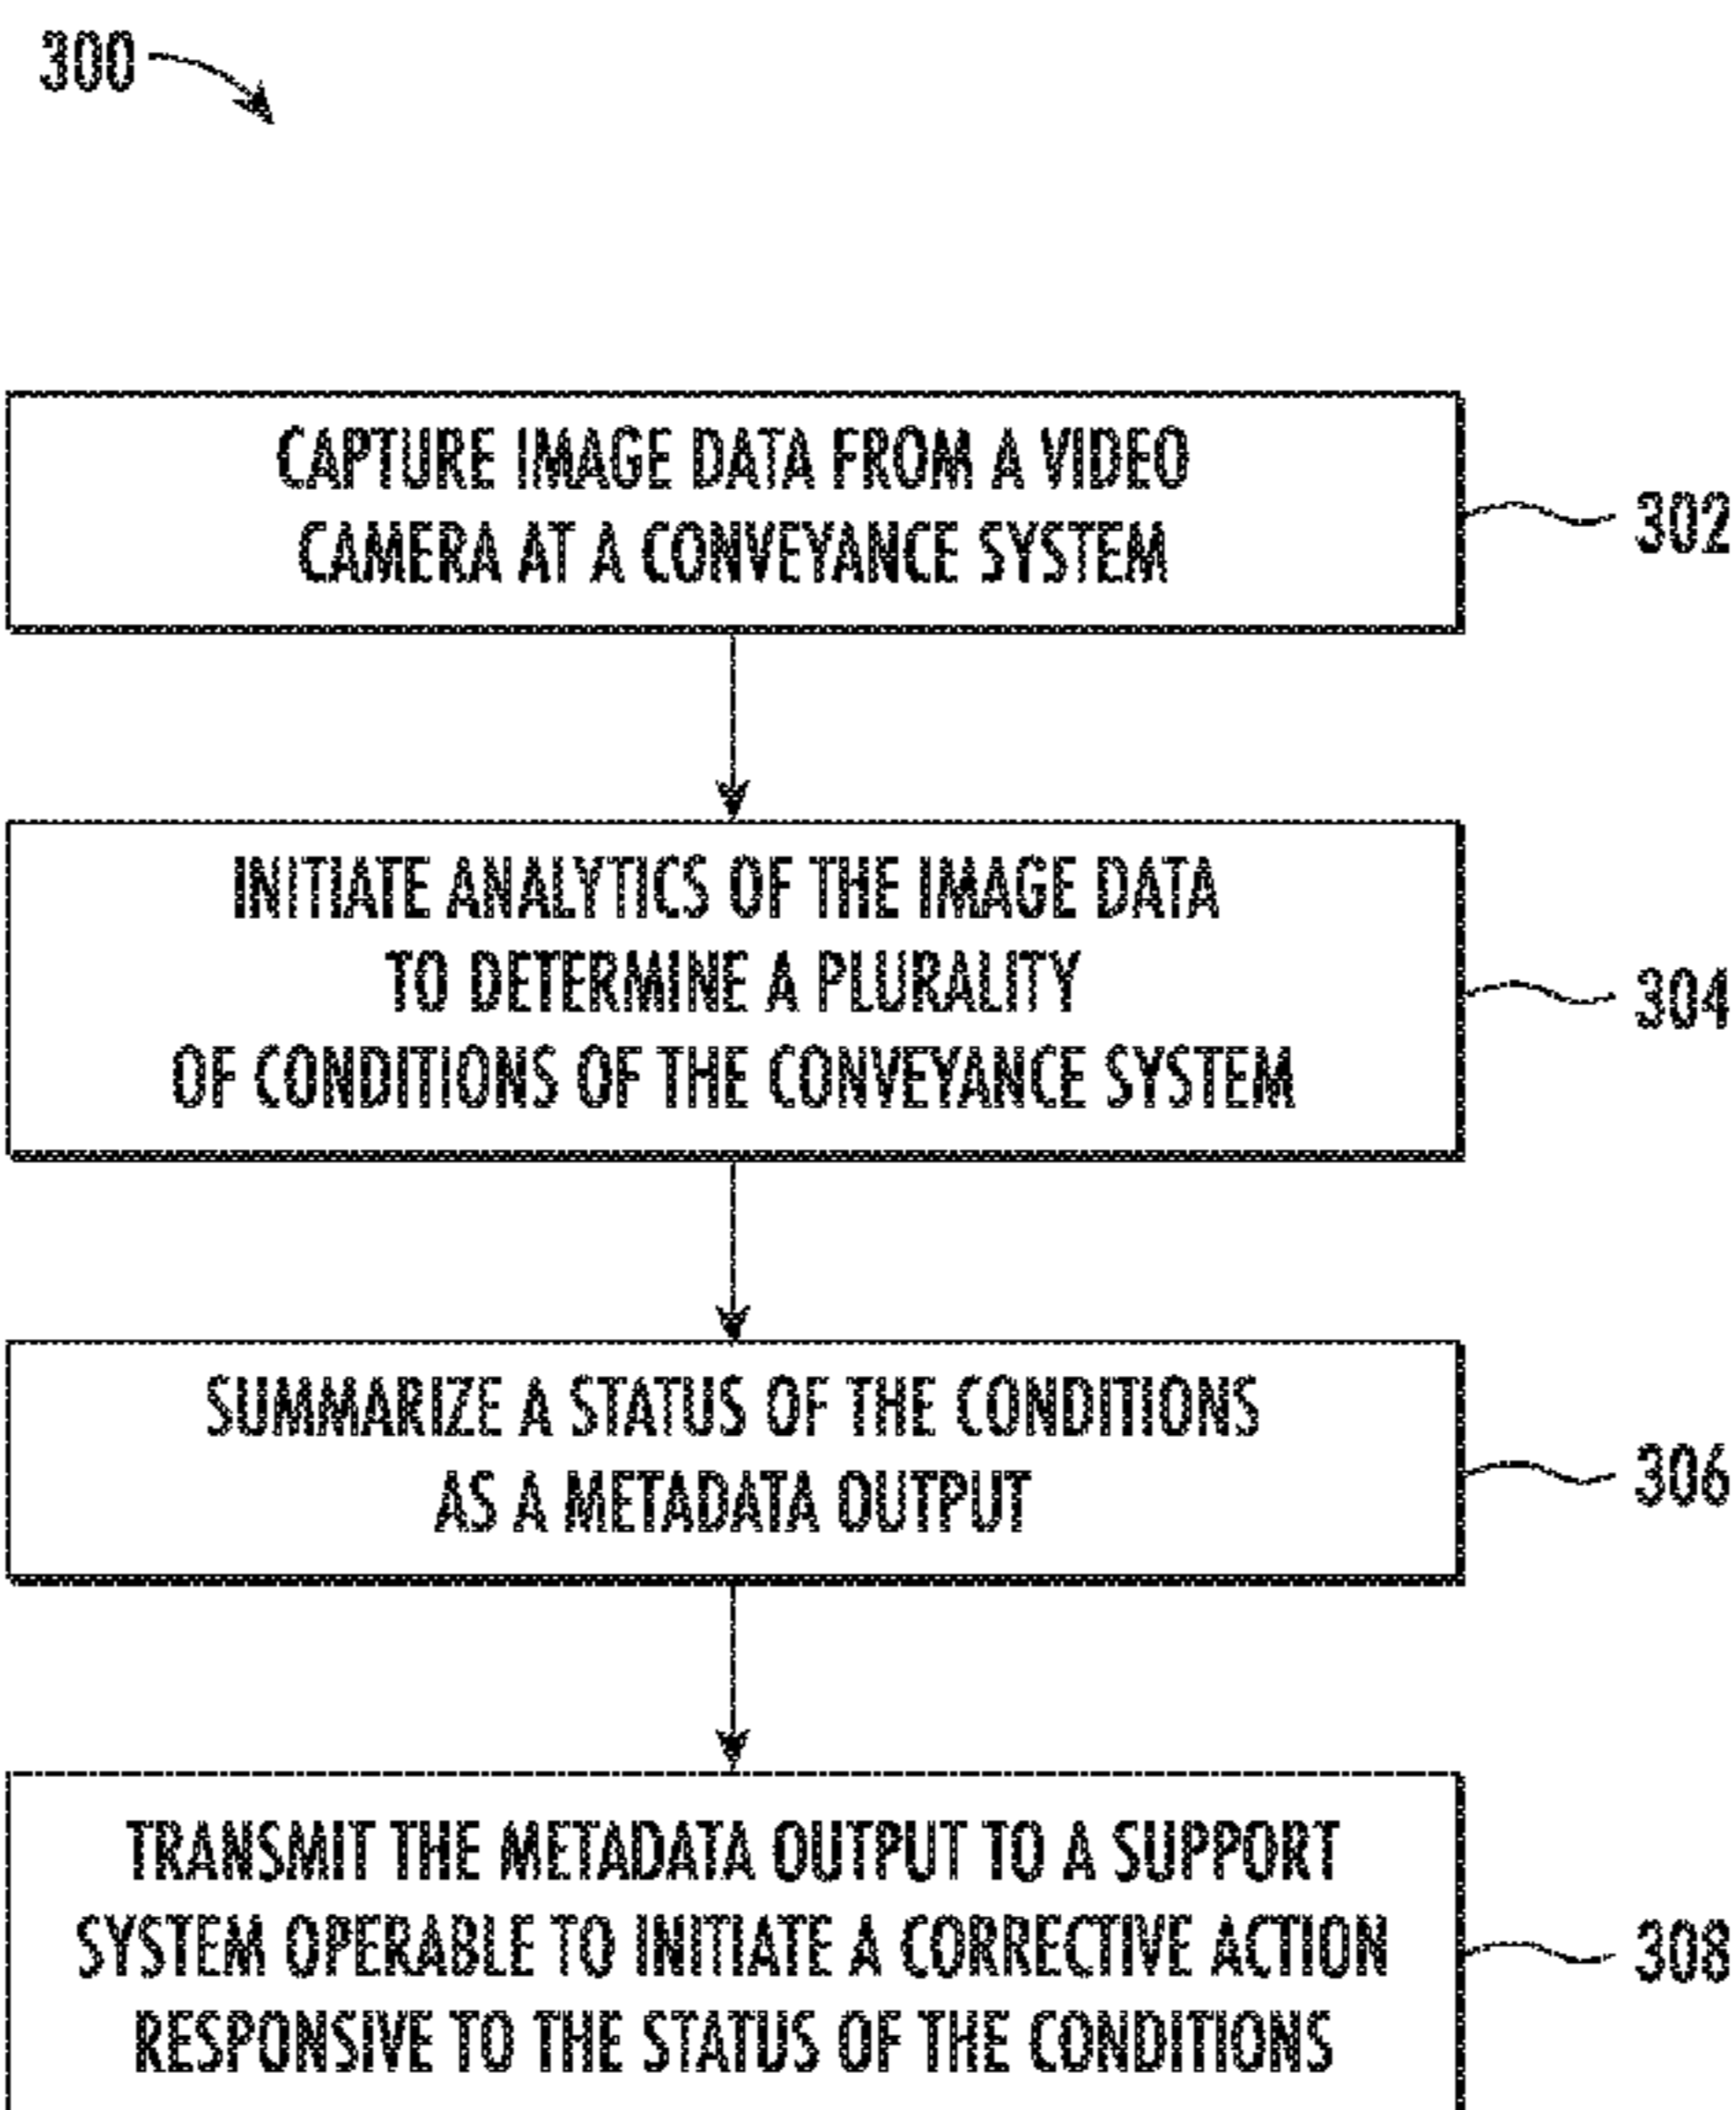 300
CAPTURE IMAGE DATA FROM A VIDEO
CAMERA AT A CONVEYANCE SYSTEM
302
INITIATE ANALYTICS OF THE IMAGE DATA
TO DETERMINE A PLURALITY
OF CONDITIONS OF THE CONVEYANCE SYSTEM
304
SUMMARIZE A STATUS OF THE CONDITIONS
AS A METADATA OUTPUT
306
TRANSMIT THE METADATA OUTPUT TO A SUPPORT
SYSTEM OPERABLE TO INITIATE A CORRECTIVE ACTION
RESPONSIVE TO THE STATUS OF THE CONDITIONS
308